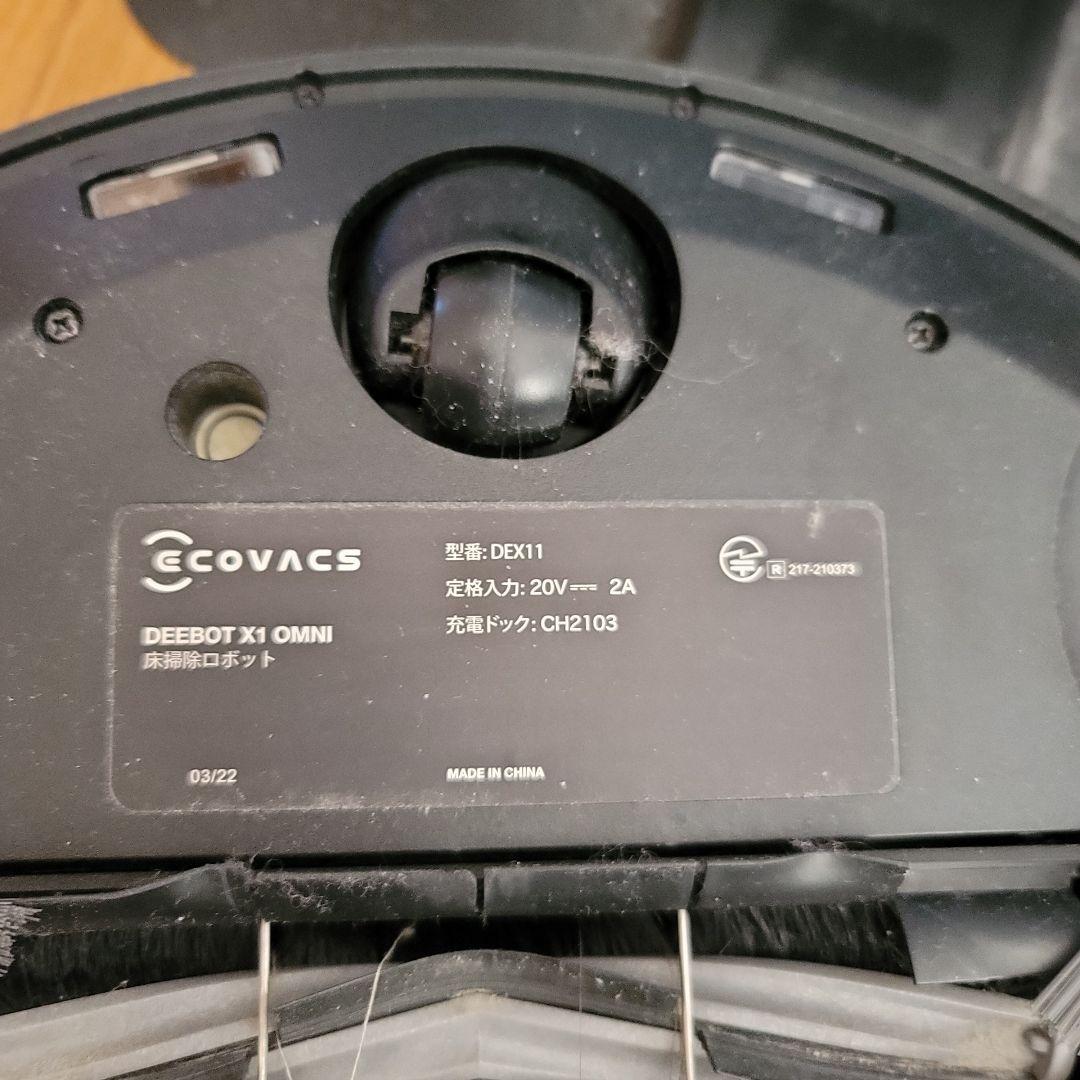 ECOVACS
DEEBOT X1 OMNI
床掃除ロボット
03/22
型番: DEX11
定格入力: 20V⎓ 2A
充電ドック: CH2103
MADE IN CHINA
R 217-210373